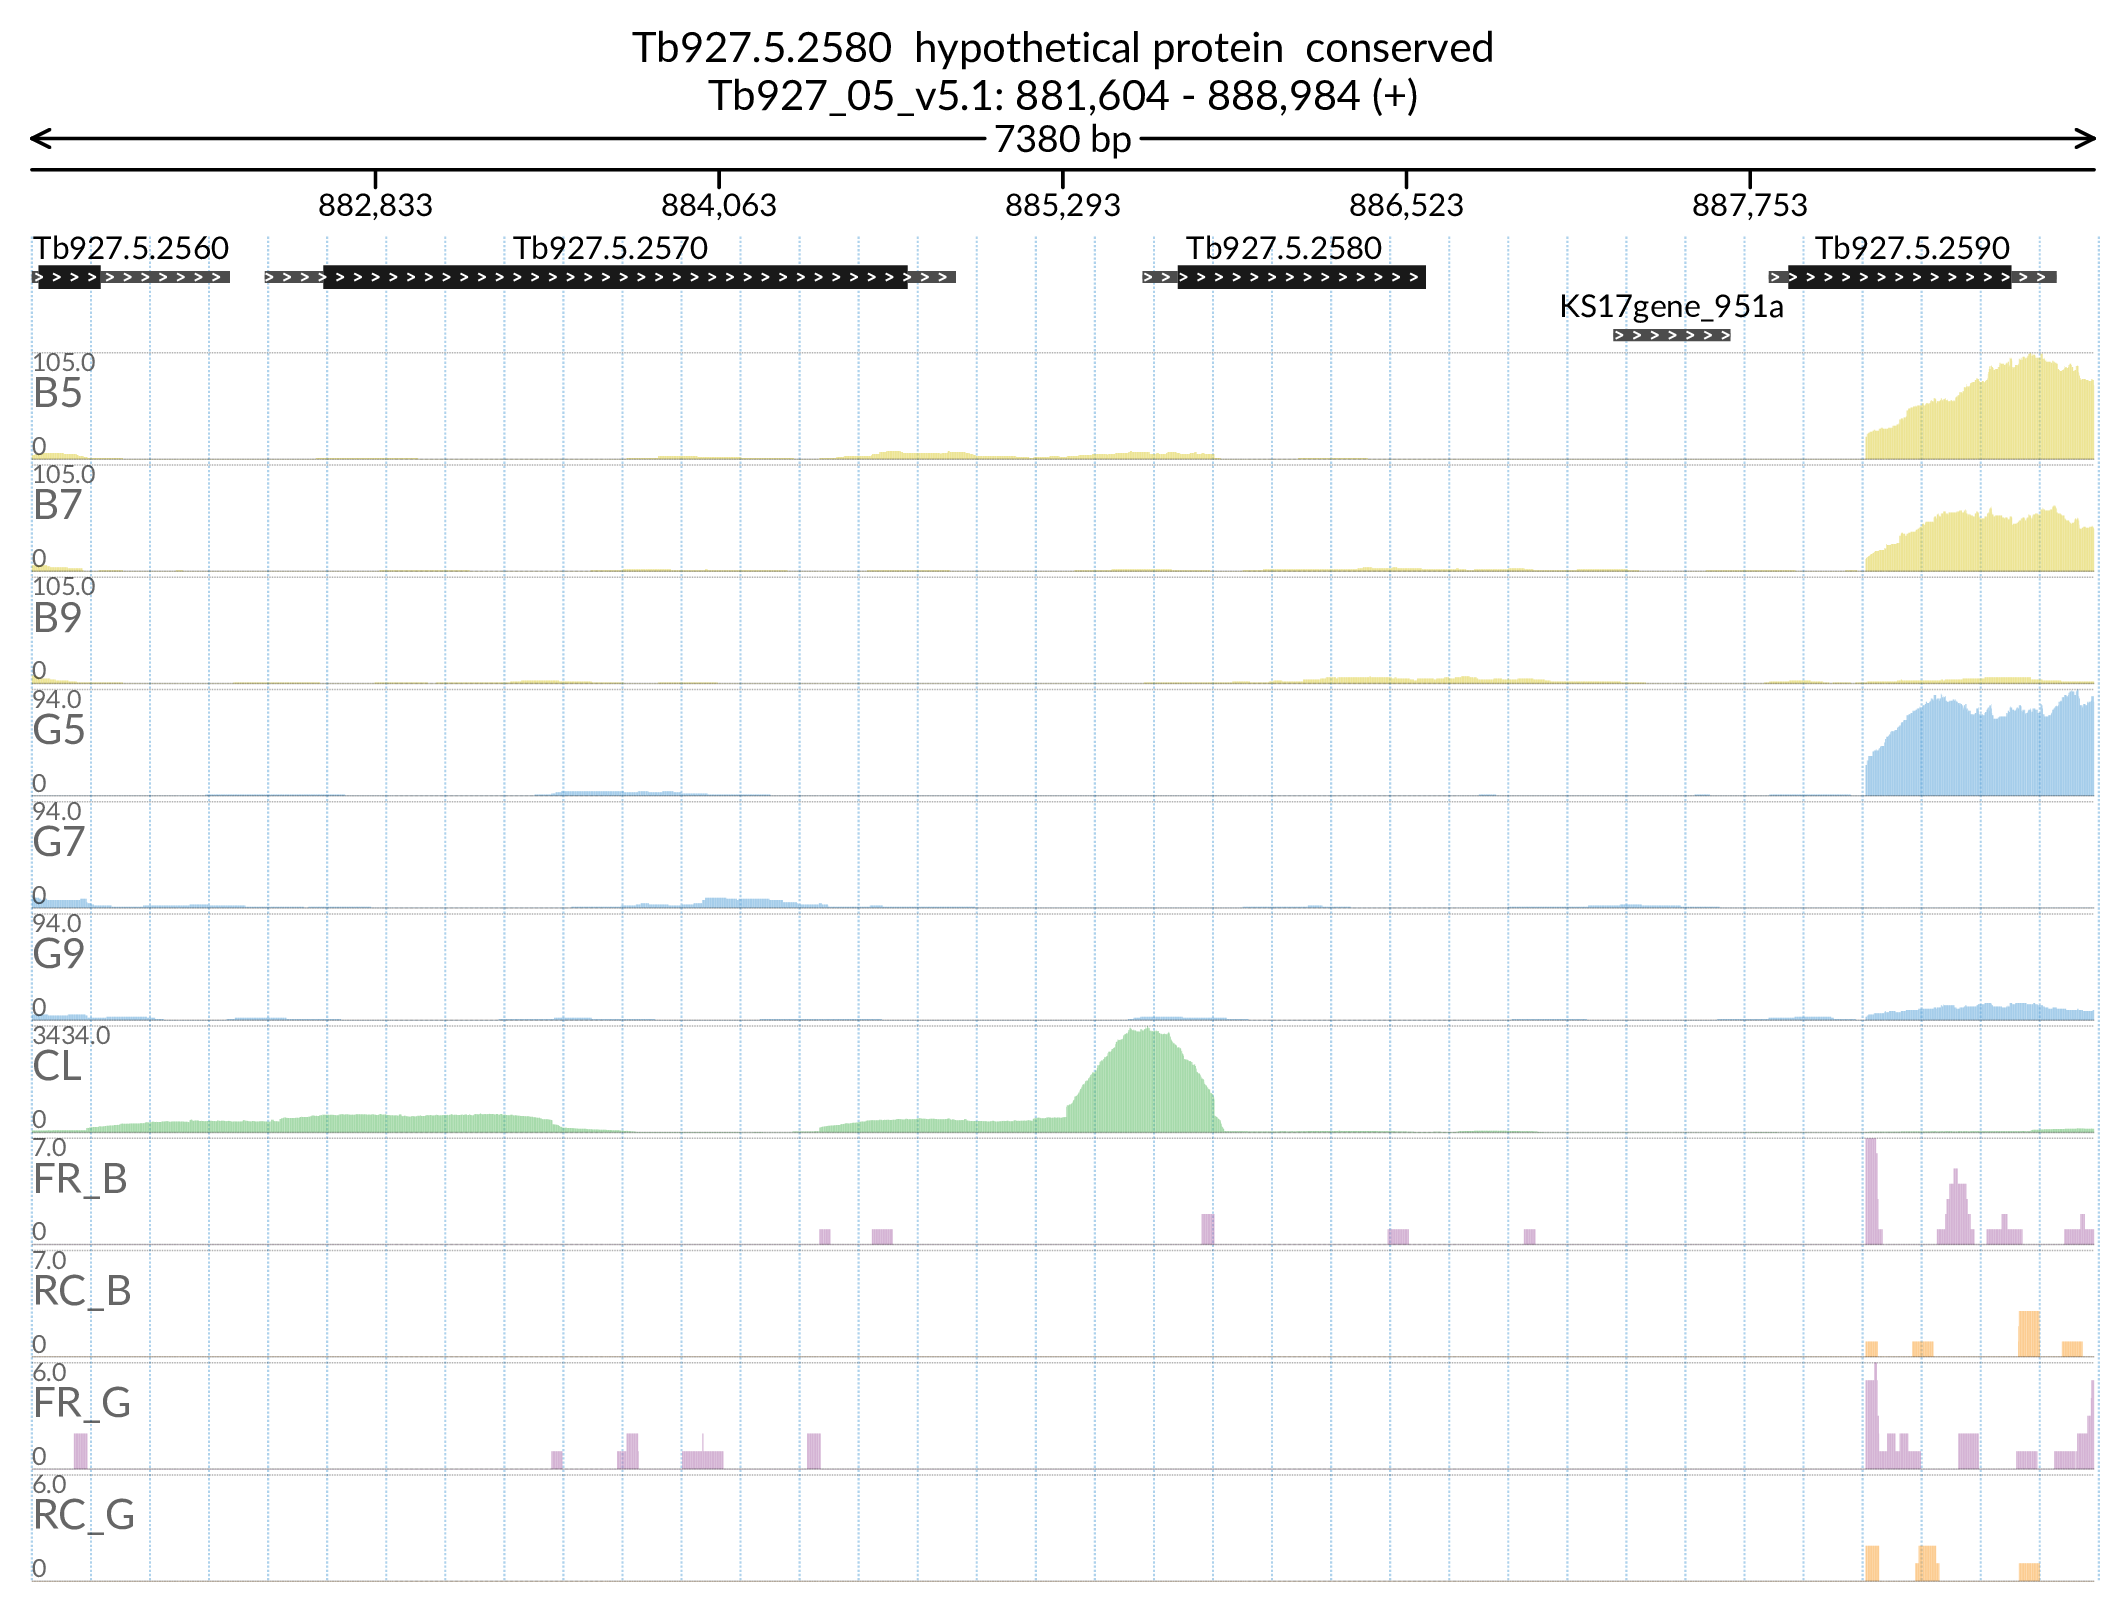 Tb927.5.2580 hypothetical protein conserved
Tb927_05_v5.1: 881,604 - 888,984 (+)
7380 bp
882,833 884,063 885,293 886,523 887,753
Tb927.5.2560 Tb927.5.2570 Tb927.5.2580 Tb927.5.2590
KS17gene_951a
105.0
B5
0
105.0
B7
0
105.0
B9
0
94.0
G5
0
94.0
G7
0
94.0
G9
0
3434.0
CL
0
7.0
FR_B
0
7.0
RC_B
0
6.0
FR_G
0
6.0
RC_G
0